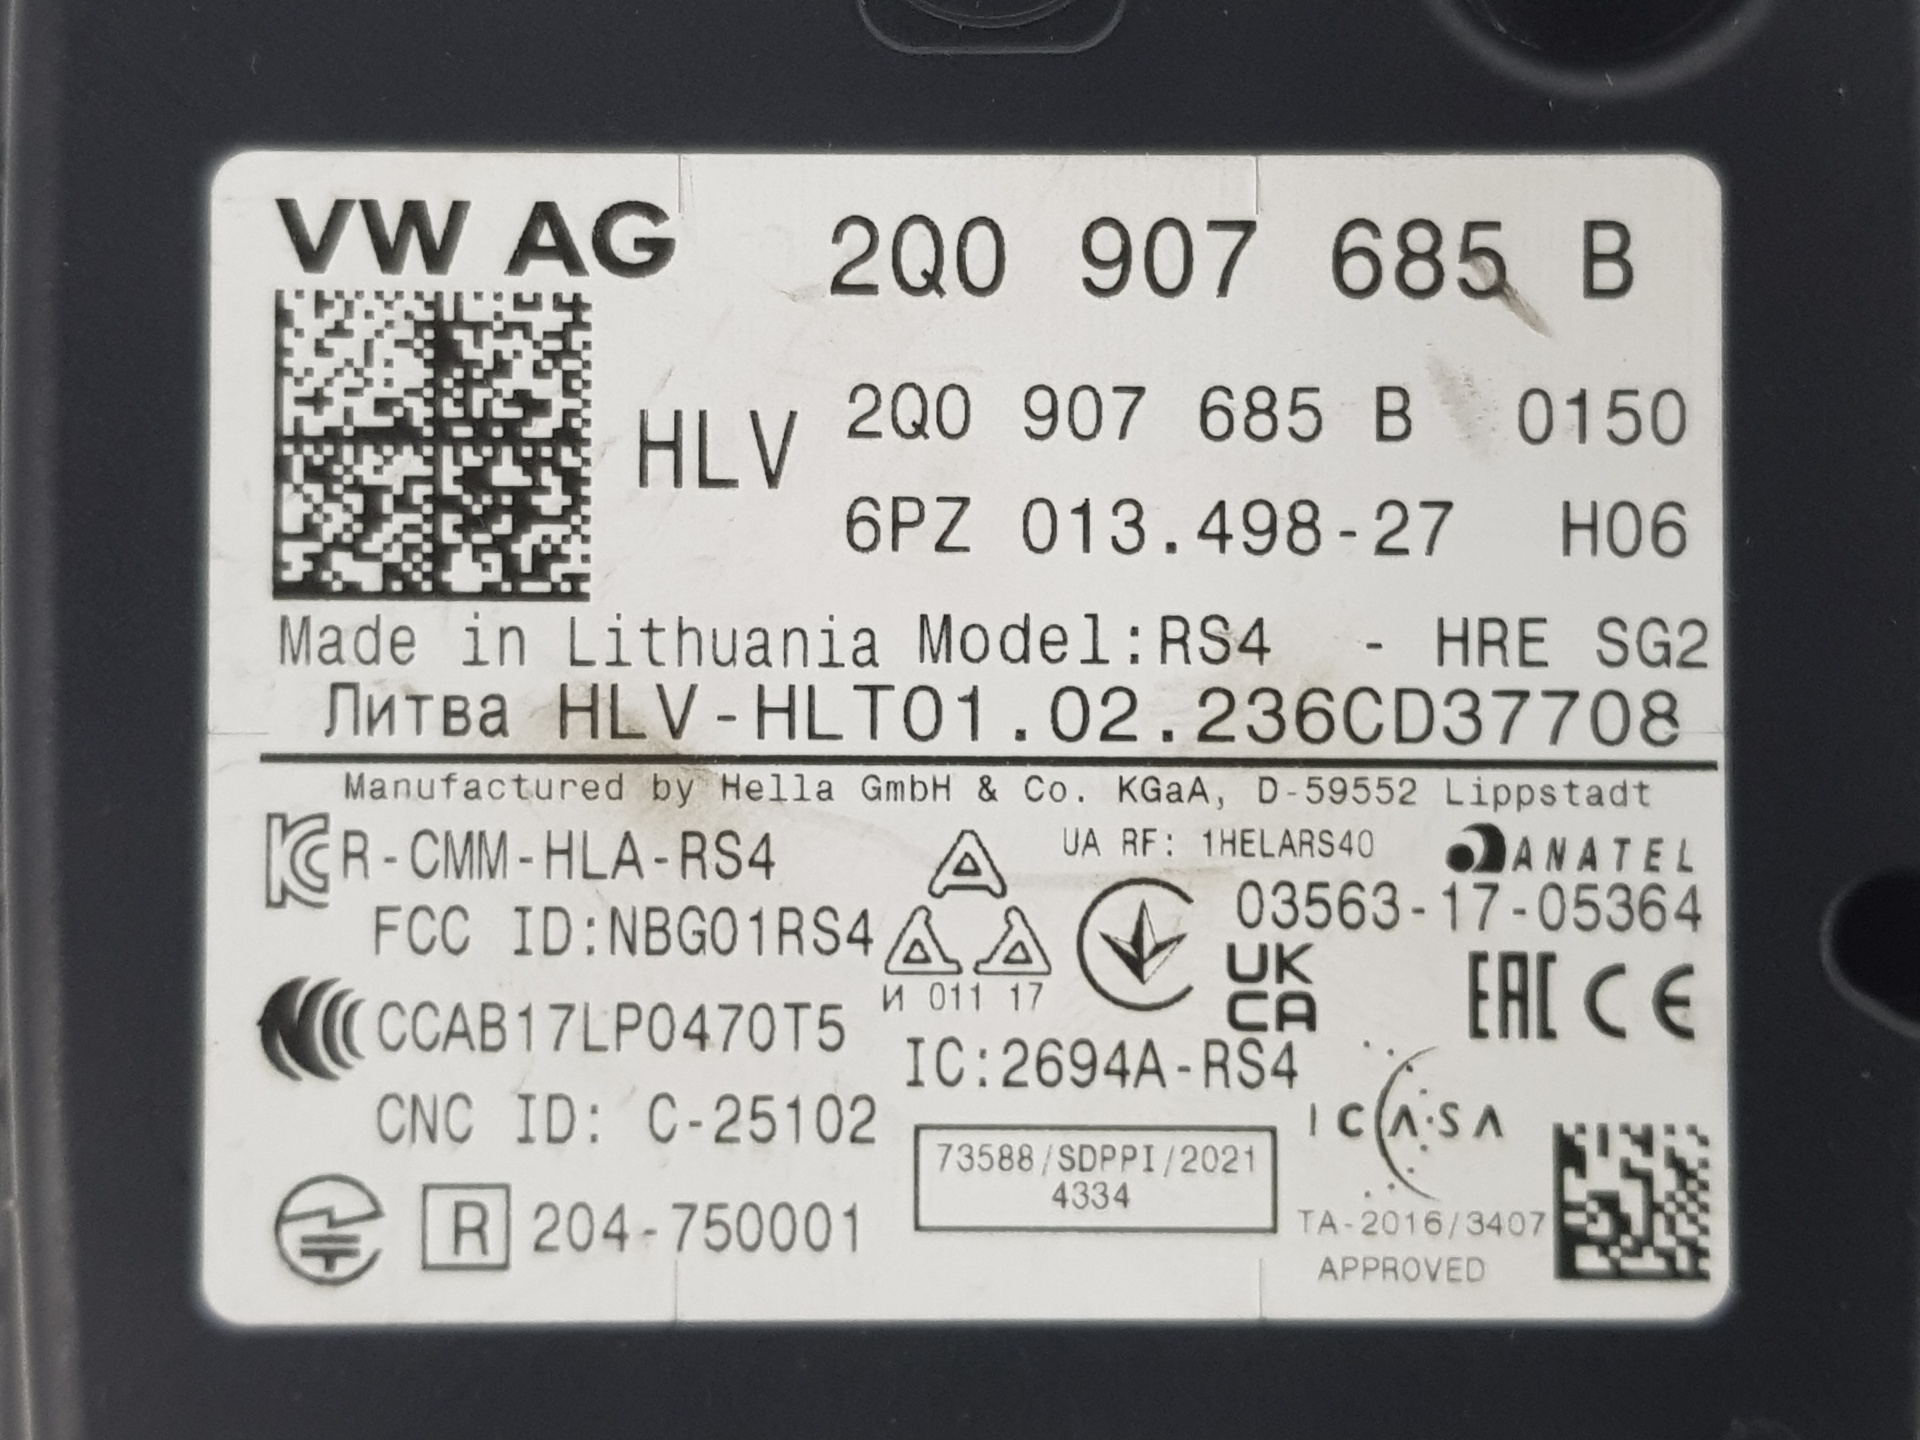 VW AG 2Q0 907 685 B
HLV 2Q0 907 685 B 0150
6PZ 013.498-27 H06
Made in Lithuania Model:RS4 - HRE SG2
Литва HLV-HLT01.02.236CD37708
Manufactured by Hella GmbH & Co. KGaA, D-59552 Lippstadt
R-CMM-HLA-RS4
UA RF: 1HELARS40
ANATEL
03563-17-05364
FCC ID:NBG01RS4
И 011 17
UK
CA
EAC CE
CCAB17LP0470T5
IC:2694A-RS4
CNC ID: C-25102
73588/SDPPI/2021
4334
ICASA
TA-2016/3407
APPROVED
R 204-750001